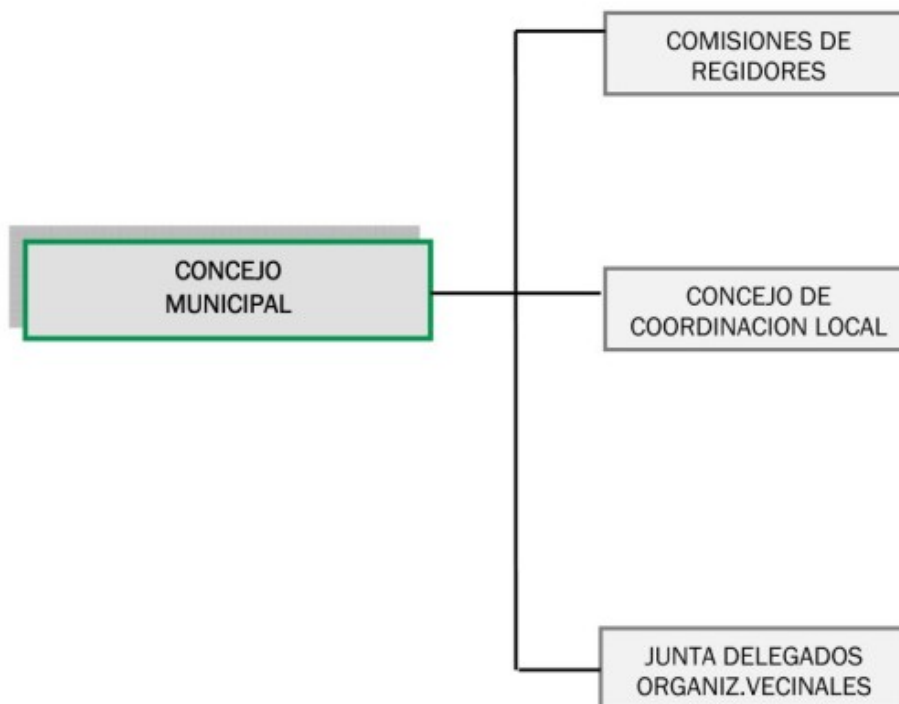 COMISIONES DE
REGIDORES
CONCEJO
MUNICIPAL
CONCEJO DE
COORDINACION LOCAL
JUNTA DELEGADOS
ORGANIZ.VECINALES